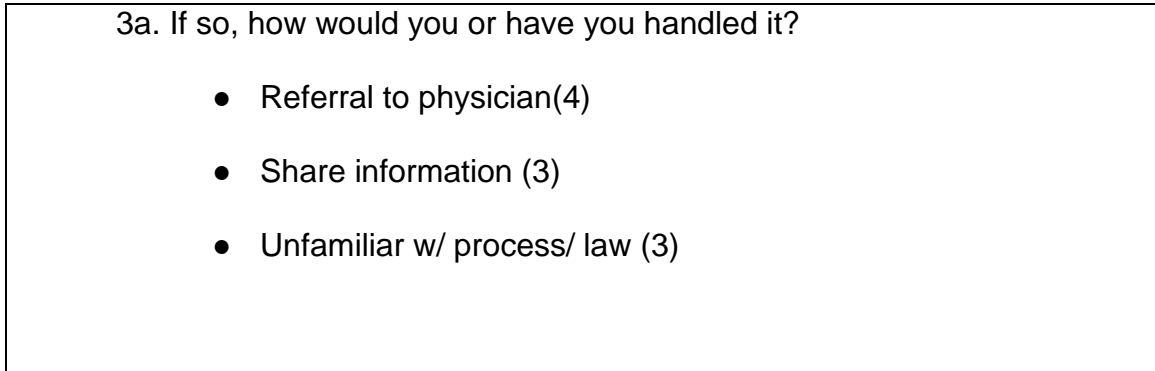 3a. If so, how would you or have you handled it?
● Referral to physician(4)
● Share information (3)
● Unfamiliar w/ process/ law (3)